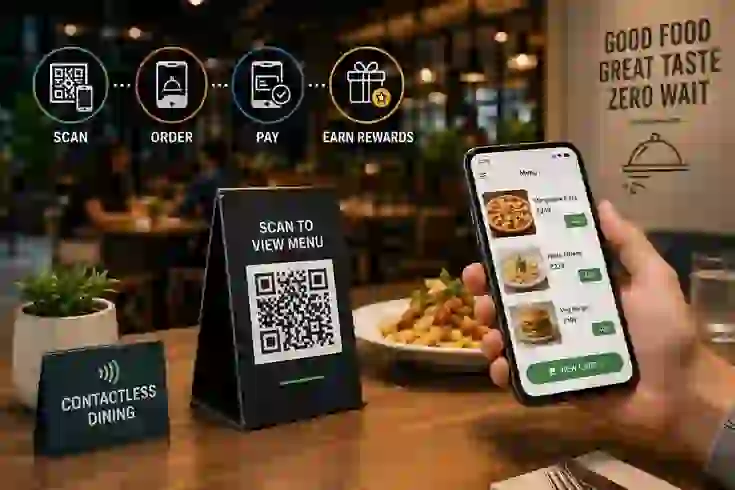 SCAN
ORDER
PAY
EARN REWARDS
GOOD FOOD
GREAT TASTE
ZERO WAIT
SCAN TO
VIEW MENU
CONTACTLESS
DINING
Menu